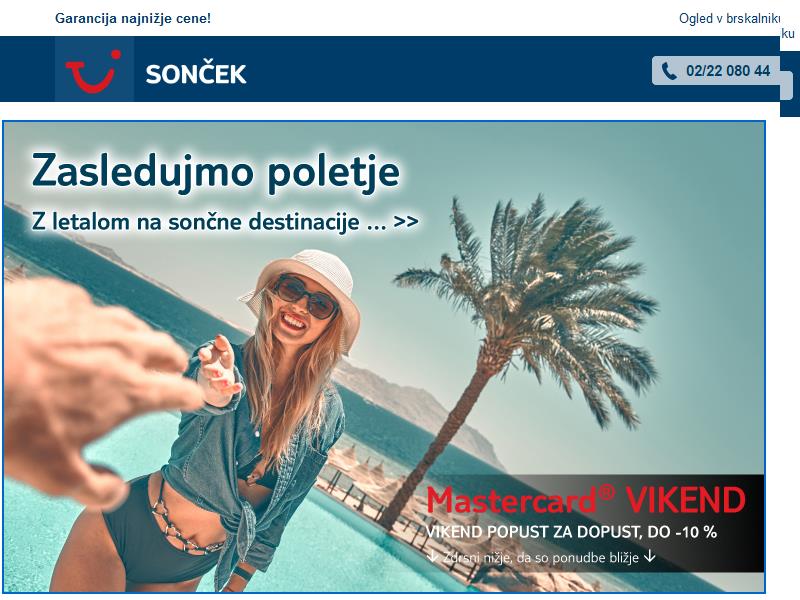 Garancija najnižje cene!
Ogled v brskalniku
ku
SONČEK
02/22 080 44
Zasledujmo poletje
Z letalom na sončne destinacije ... >>
Mastercard® VIKEND
VIKEND POPUST ZA DOPUST, DO -10 %
↓ Zdrsni nižje, da so ponudbe bližje ↓